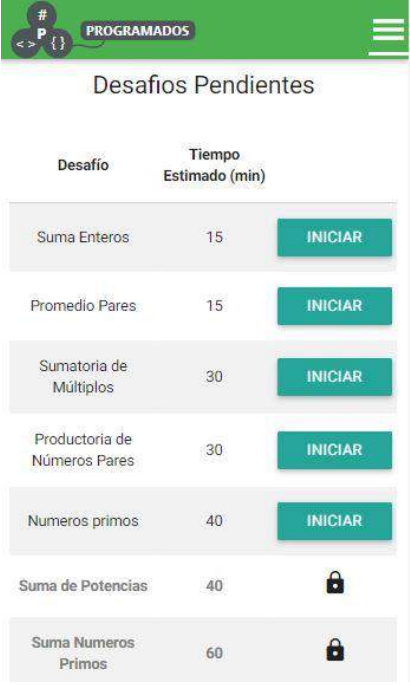 #
P
< > { }
PROGRAMADOS
Desafios Pendientes
Desafío
Tiempo
Estimado (min)
Suma Enteros 15 INICIAR
Promedio Pares 15 INICIAR
Sumatoria de
Múltiplos 30 INICIAR
Productoria de
Números Pares 30 INICIAR
Numeros primos 40 INICIAR
Suma de Potencias 40
Suma Numeros
Primos 60